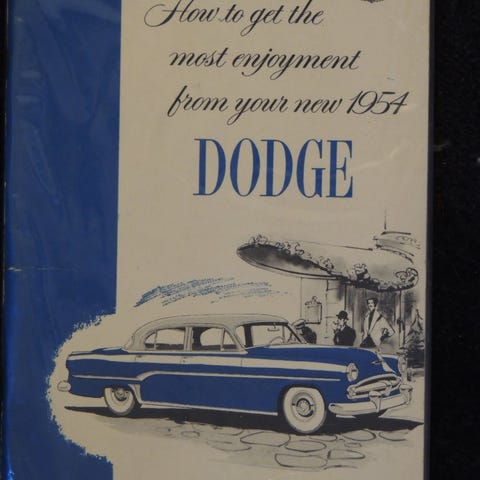 How to get the
most enjoyment
from your new 1954
DODGE